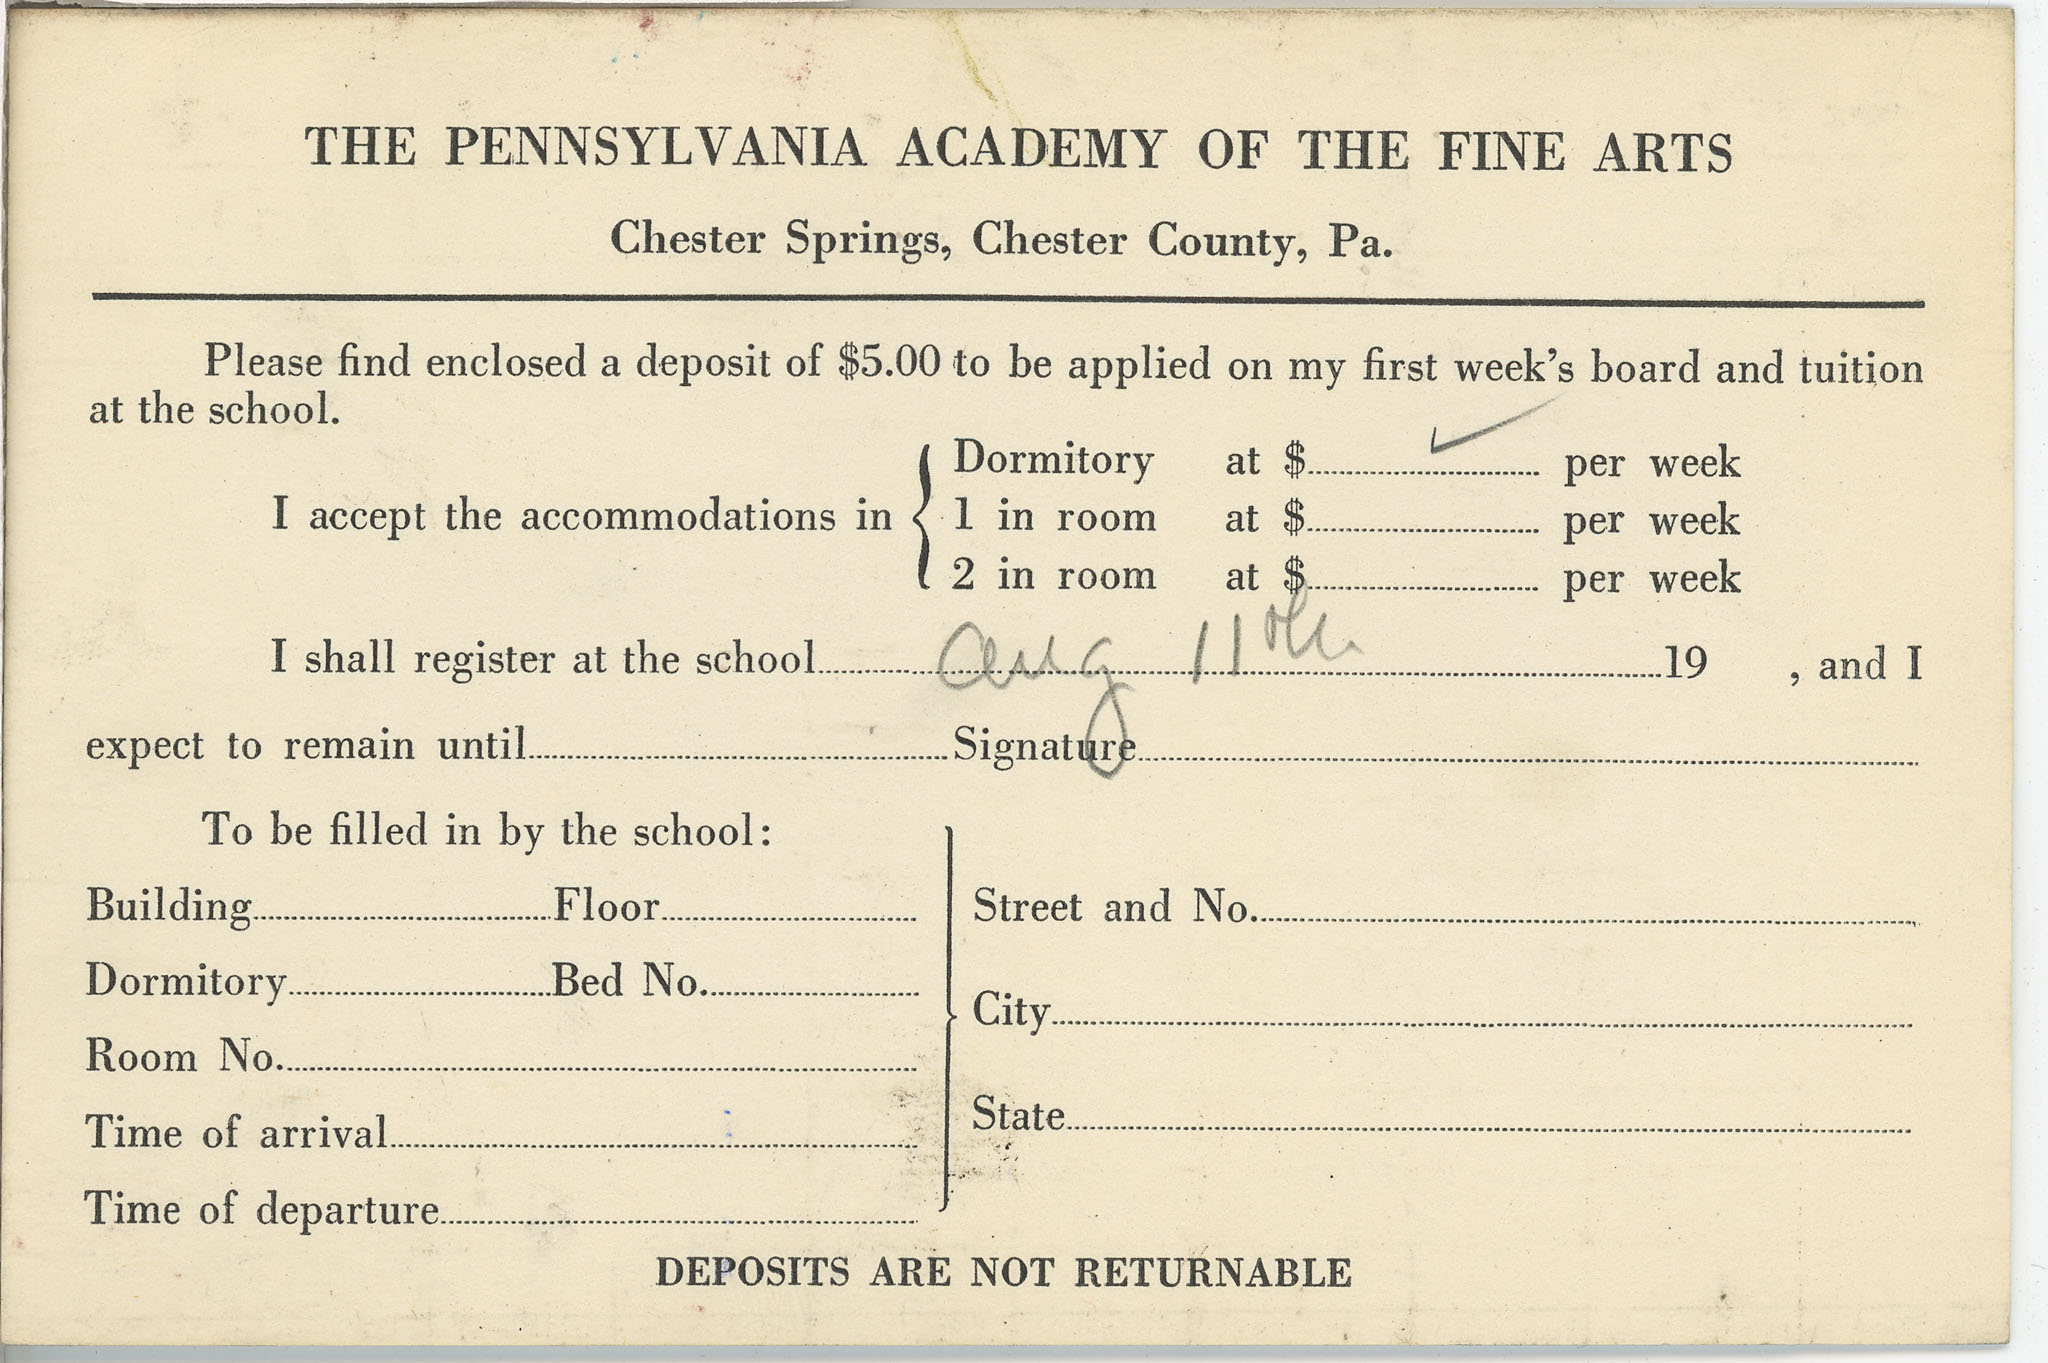 THE PENNSYLVANIA ACADEMY OF THE FINE ARTS
Chester Springs, Chester County, Pa.
Please find enclosed a deposit of $5.00 to be applied on my first week's board and tuition
at the school.
I accept the accommodations in { Dormitory at $ ✓ per week
1 in room at $ per week
2 in room at $ per week
I shall register at the school Aug 11th 19 , and I
expect to remain until Signature
To be filled in by the school:
Building Floor
Dormitory Bed No.
Room No.
Time of arrival
Time of departure
Street and No.
City
State
DEPOSITS ARE NOT RETURNABLE